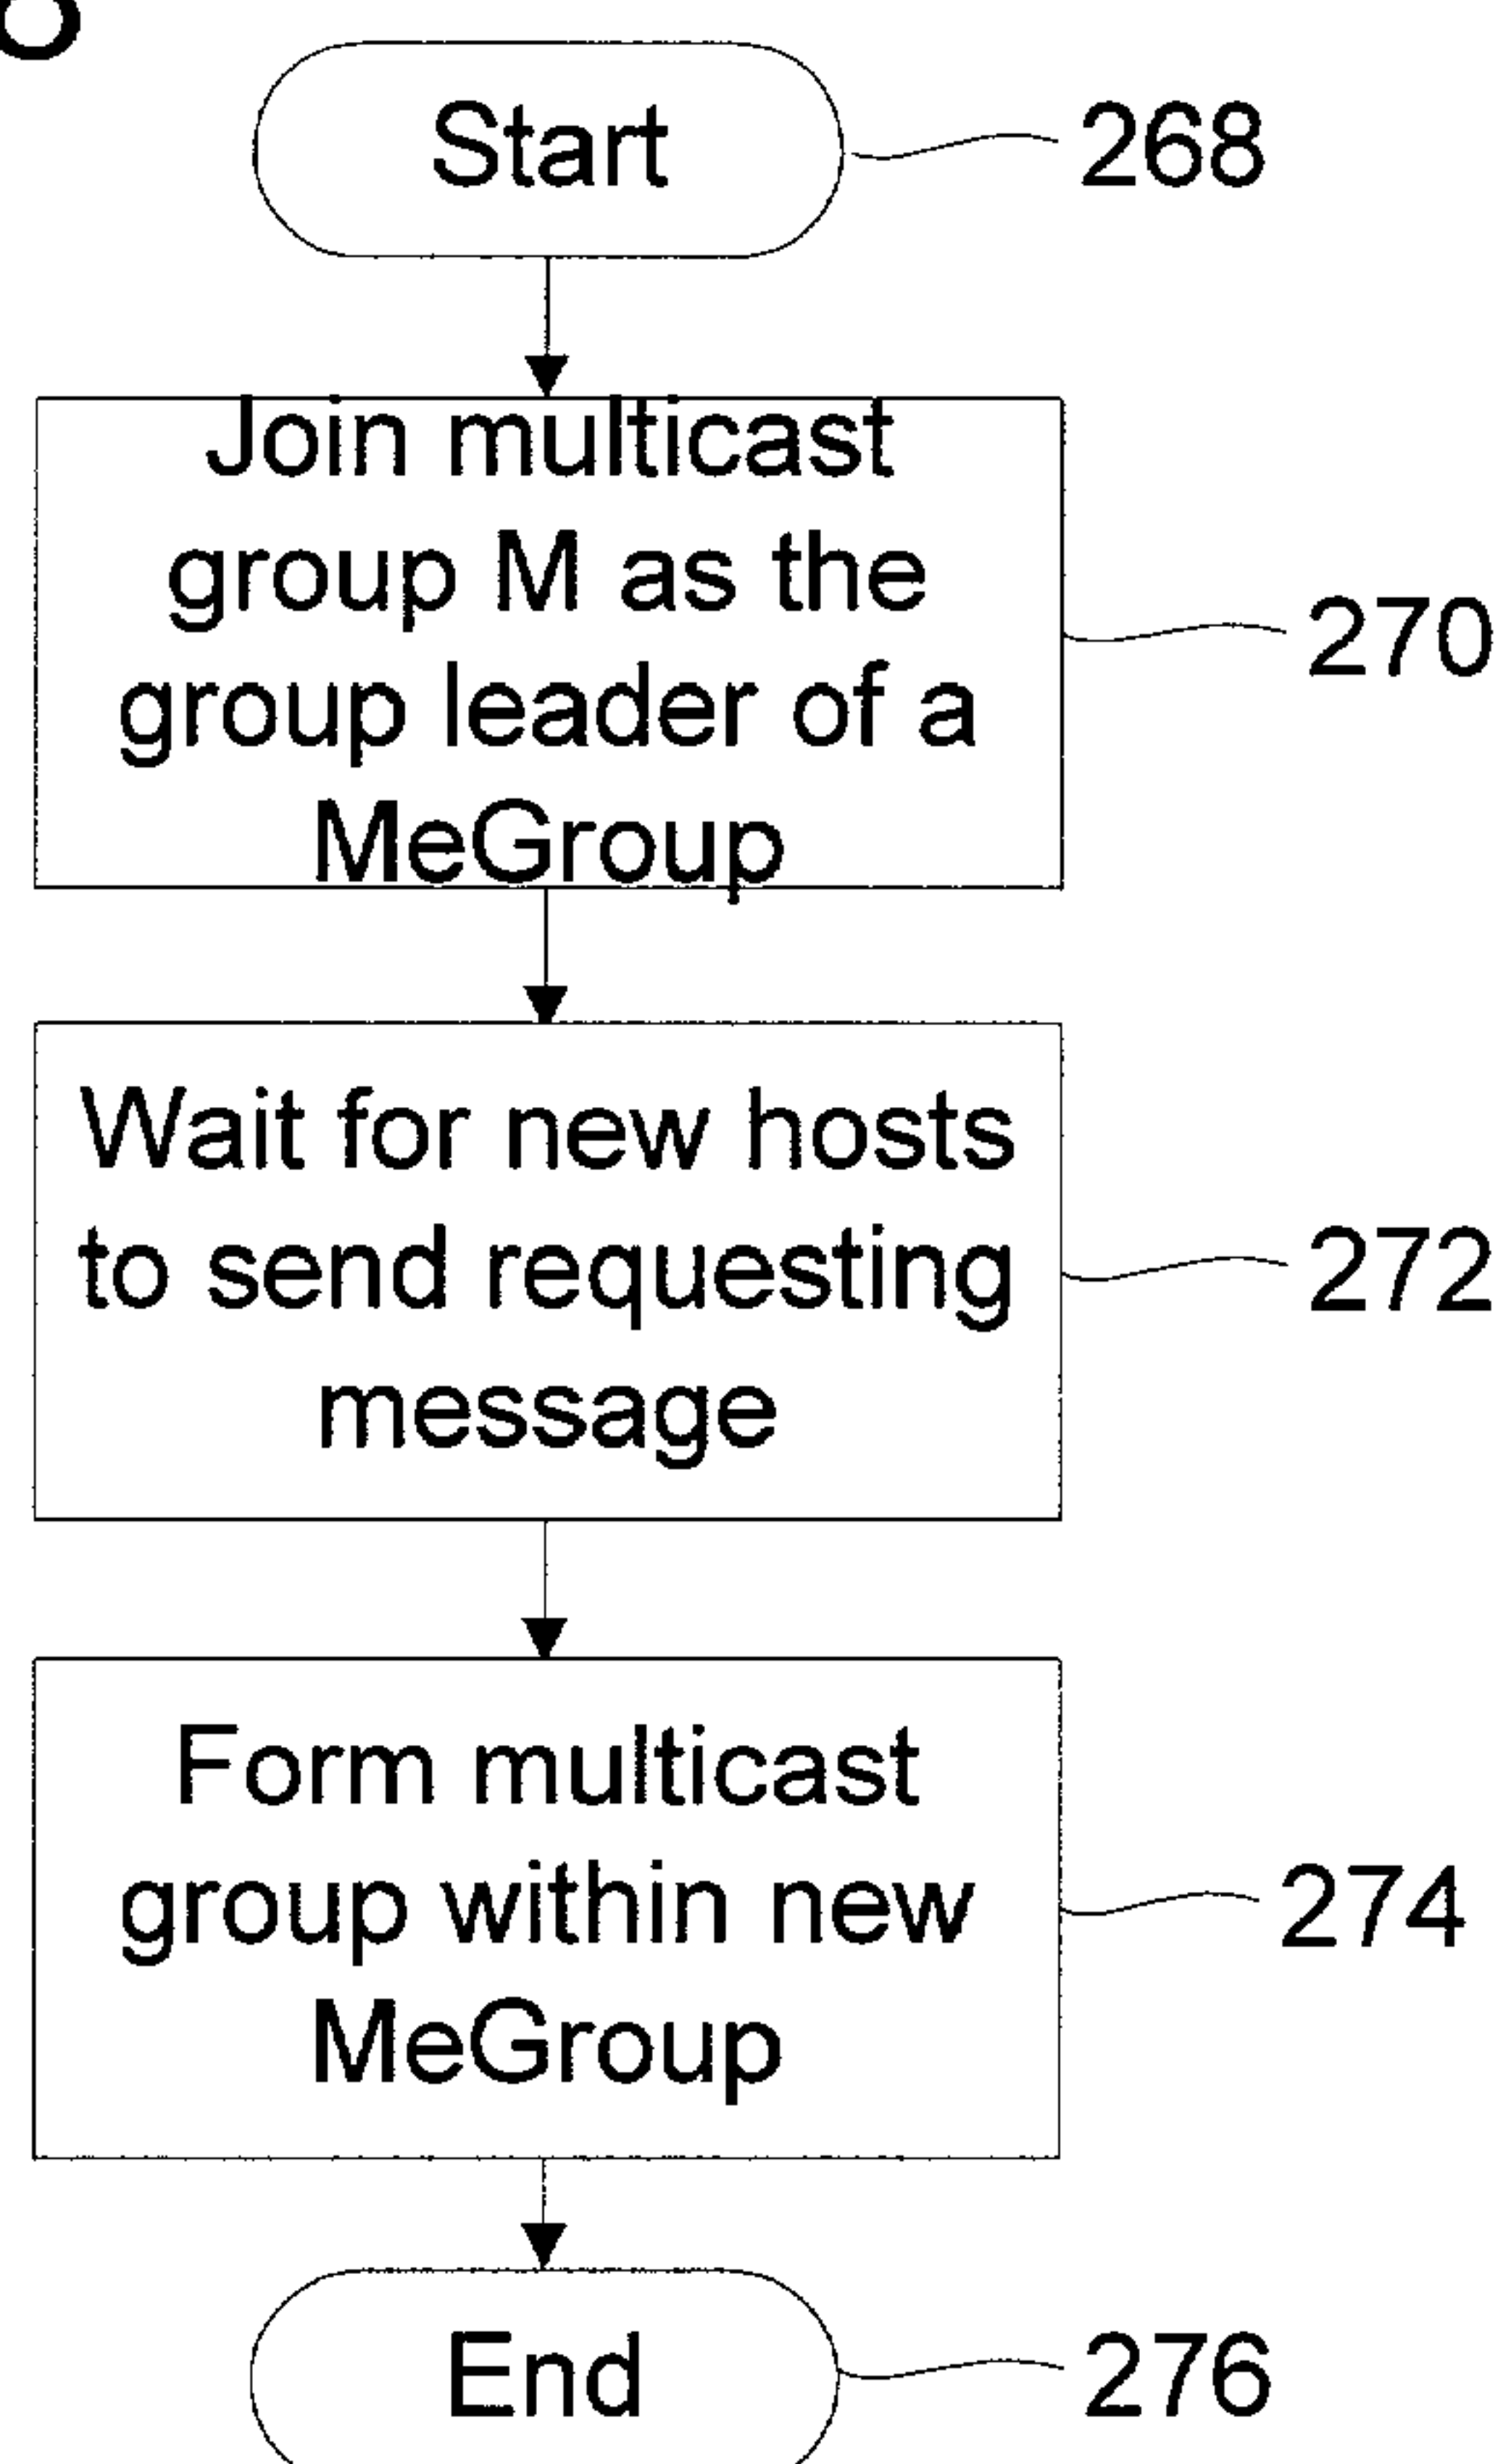 Start
268
Join multicast
group M as the
group leader of a
MeGroup
270
Wait for new hosts
to send requesting
message
272
Form multicast
group within new
MeGroup
274
End
276